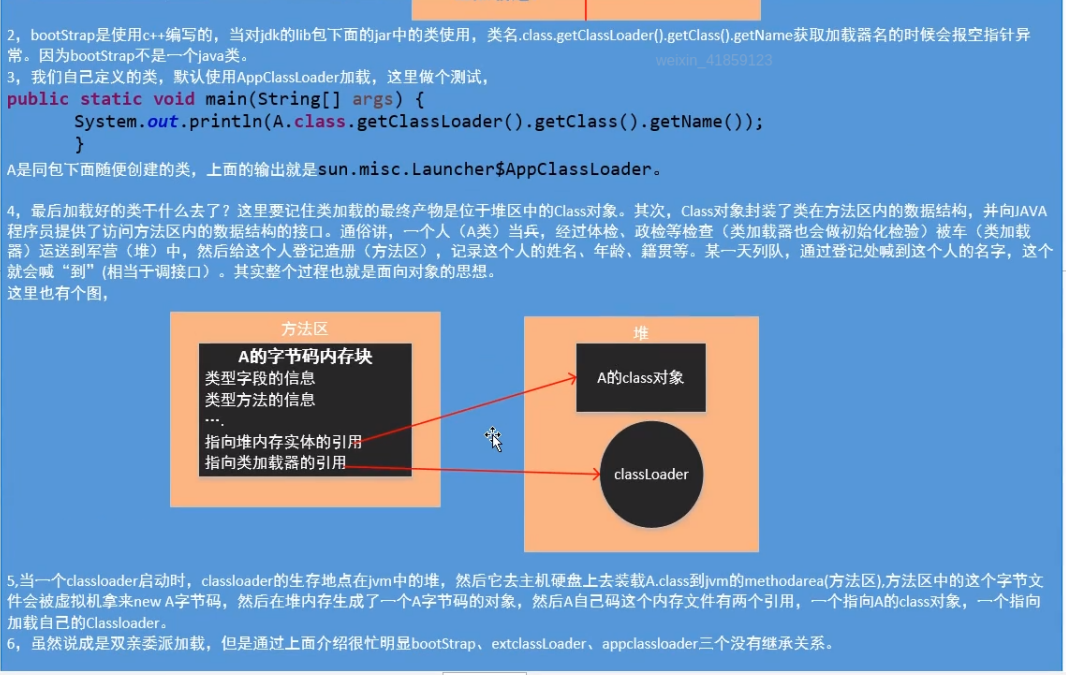 2，bootStrap是使用c++编写的，当对jdk的lib包下面的jar中的类使用，类名.class.getClassLoader().getClass().getName获取加载器名的时候会报空指针异
常。因为bootStrap不是一个java类。
weixin_41859123
3，我们自己定义的类，默认使用AppClassLoader加载，这里做个测试，
public static void main(String[] args) {
System.out.println(A.class.getClassLoader().getClass().getName());
}
A是同包下面随便创建的类，上面的输出就是sun.misc.Launcher$AppClassLoader。
4，最后加载好的类干什么去了？这里要记住类加载的最终产物是位于堆区中的Class对象。其次，Class对象封装了类在方法区内的数据结构，并向JAVA
程序员提供了访问方法区内的数据结构的接口。通俗讲，一个人（A类）当兵，经过体检、政检等检查（类加载器也会做初始化检验）被车（类加载
器）运送到军营（堆）中，然后给这个人登记造册（方法区），记录这个人的姓名、年龄、籍贯等。某一天列队，通过登记处喊到这个人的名字，这个
就会喊“到”(相当于调接口）。其实整个过程也就是面向对象的思想。
这里也有个图，
方法区
A的字节码内存块
类型字段的信息
类型方法的信息
….
指向堆内存实体的引用
指向类加载器的引用
堆
A的class对象
classLoader
5,当一个classloader启动时，classloader的生存地点在jvm中的堆，然后它去主机硬盘上去装载A.class到jvm的methodarea(方法区),方法区中的这个字节文
件会被虚拟机拿来new A字节码，然后在堆内存生成了一个A字节码的对象，然后A自己码这个内存文件有两个引用，一个指向A的class对象，一个指向
加载自己的Classloader。
6，虽然说成是双亲委派加载，但是通过上面介绍很忙明显bootStrap、extclassLoader、appclassloader三个没有继承关系。